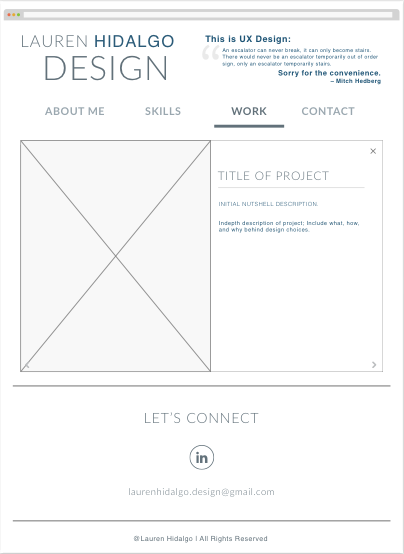 LAUREN HIDALGO
DESIGN
This is UX Design:
“
An escalator can never break, it can only become stairs.
There would never be an escalator temporarily out of order
sign, only an escalator temporarily stairs.
Sorry for the convenience.
– Mitch Hedberg
ABOUT ME SKILLS WORK CONTACT
×
TITLE OF PROJECT
INITIAL NUTSHELL DESCRIPTION.
Indepth description of project; Include what, how,
and why behind design choices.
LET'S CONNECT
in
laurenhidalgo.design@gmail.com
@Lauren Hidalgo I All Rights Reserved